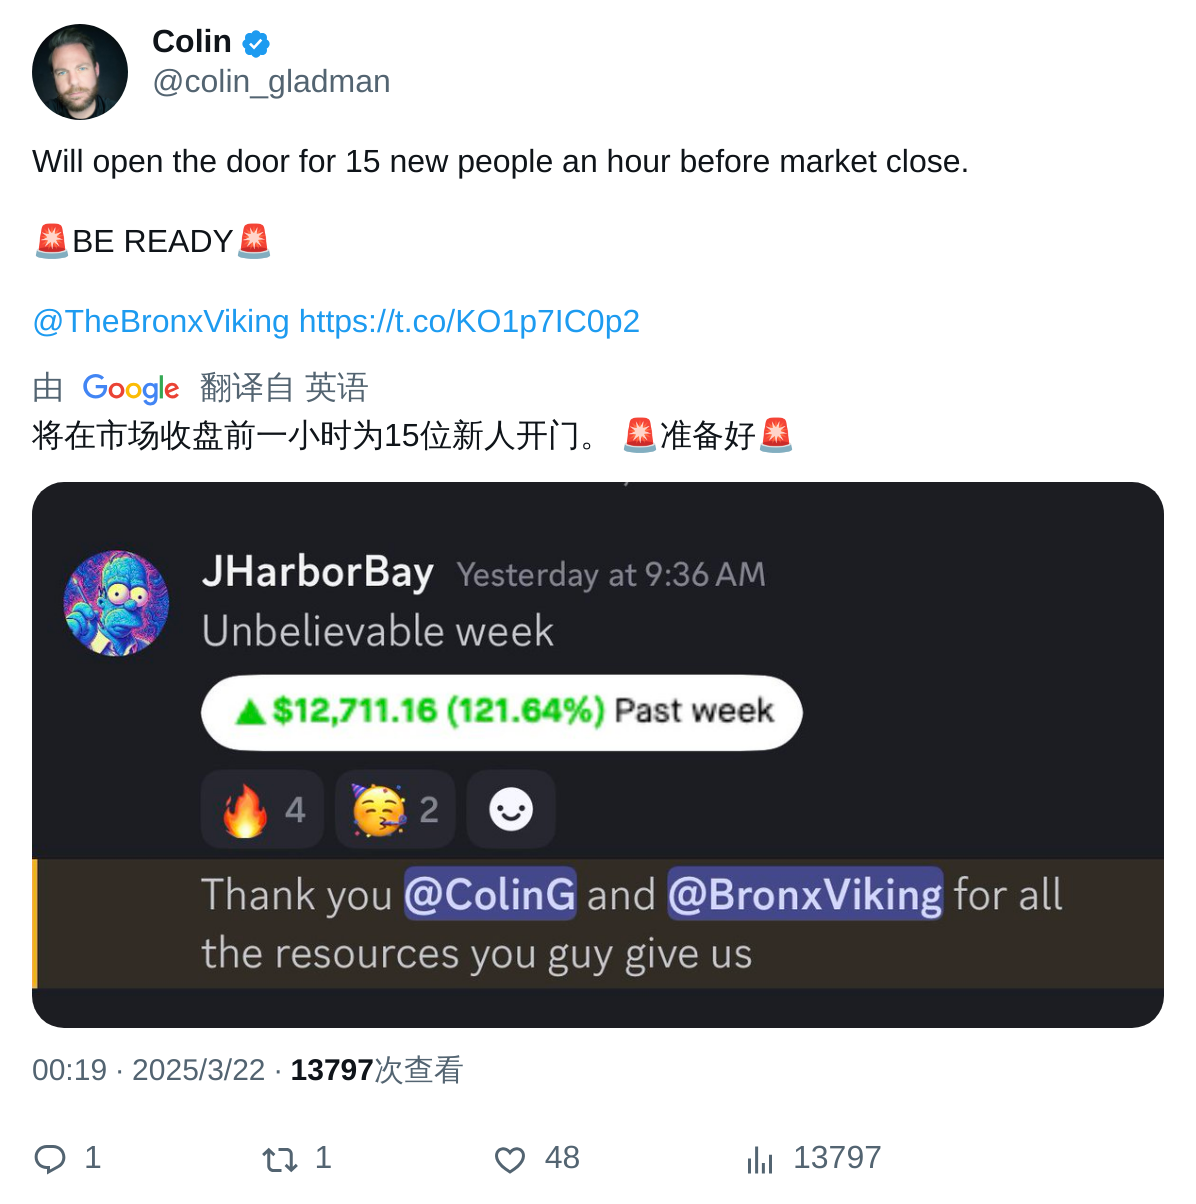 Colin
@colin_gladman
Will open the door for 15 new people an hour before market close.
🚨BE READY🚨
@TheBronxViking https://t.co/KO1p7IC0p2
由 Google 翻译自 英语
将在市场收盘前一小时为15位新人开门。 🚨准备好🚨
JHarborBay Yesterday at 9:36 AM
Unbelievable week
▲$12,711.16 (121.64%) Past week
🔥 4 🥳 2
Thank you @ColinG and @BronxViking for all
the resources you guy give us
00:19 · 2025/3/22 · 13797次查看
1 1 48 13797